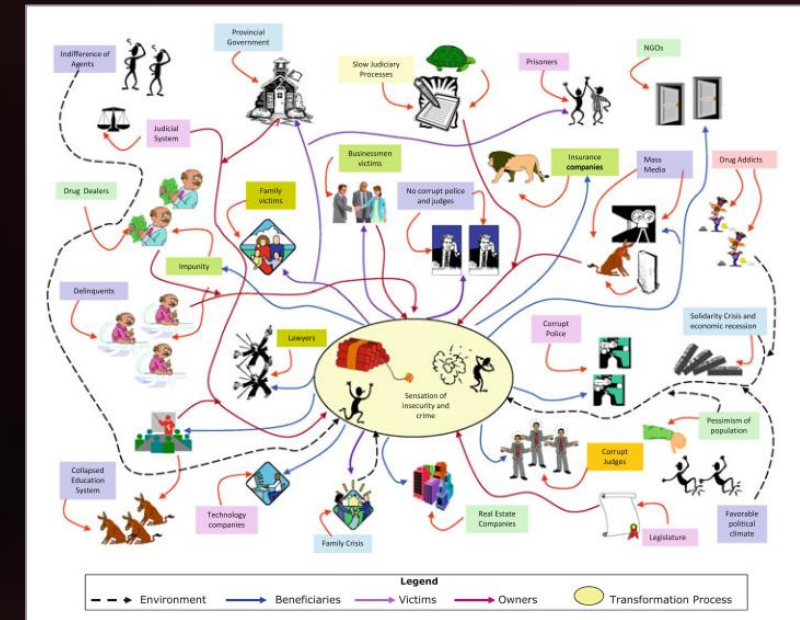 Indifference of
Agents
Provincial
Government
Slow Judiciary
Processes
Prisoners
NGOs
Judicial
System
Businessmen
victims
Insurance
companies
Mass
Media
Drug Addicts
Drug Dealers
Family
victims
No corrupt police
and judges
Impunity
Delinquents
Lawyers
Corrupt
Police
Solidarity Crisis and
economic recession
Sensation of
insecurity and
crime
Pessimism of
population
Collapsed
Education
System
Technology
companies
Family Crisis
Real Estate
Companies
Corrupt
Judges
Legislature
Favorable
political
climate
Legend
Environment
Beneficiaries
Victims
Owners
Transformation Process